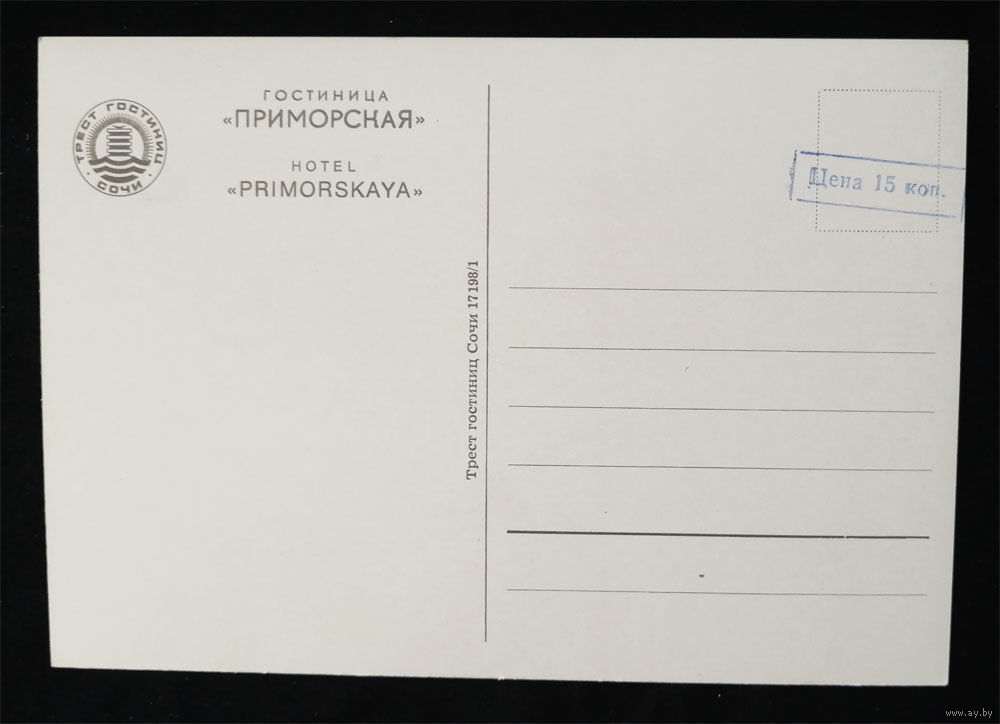 ТРЕСТ ГОСТИНИЦ
· СОЧИ ·
ГОСТИНИЦА
«ПРИМОРСКАЯ»
HOTEL
«PRIMORSKAYA»
Трест гостиниц Сочи 17198/1
Цена 15 коп.
www.ay.by